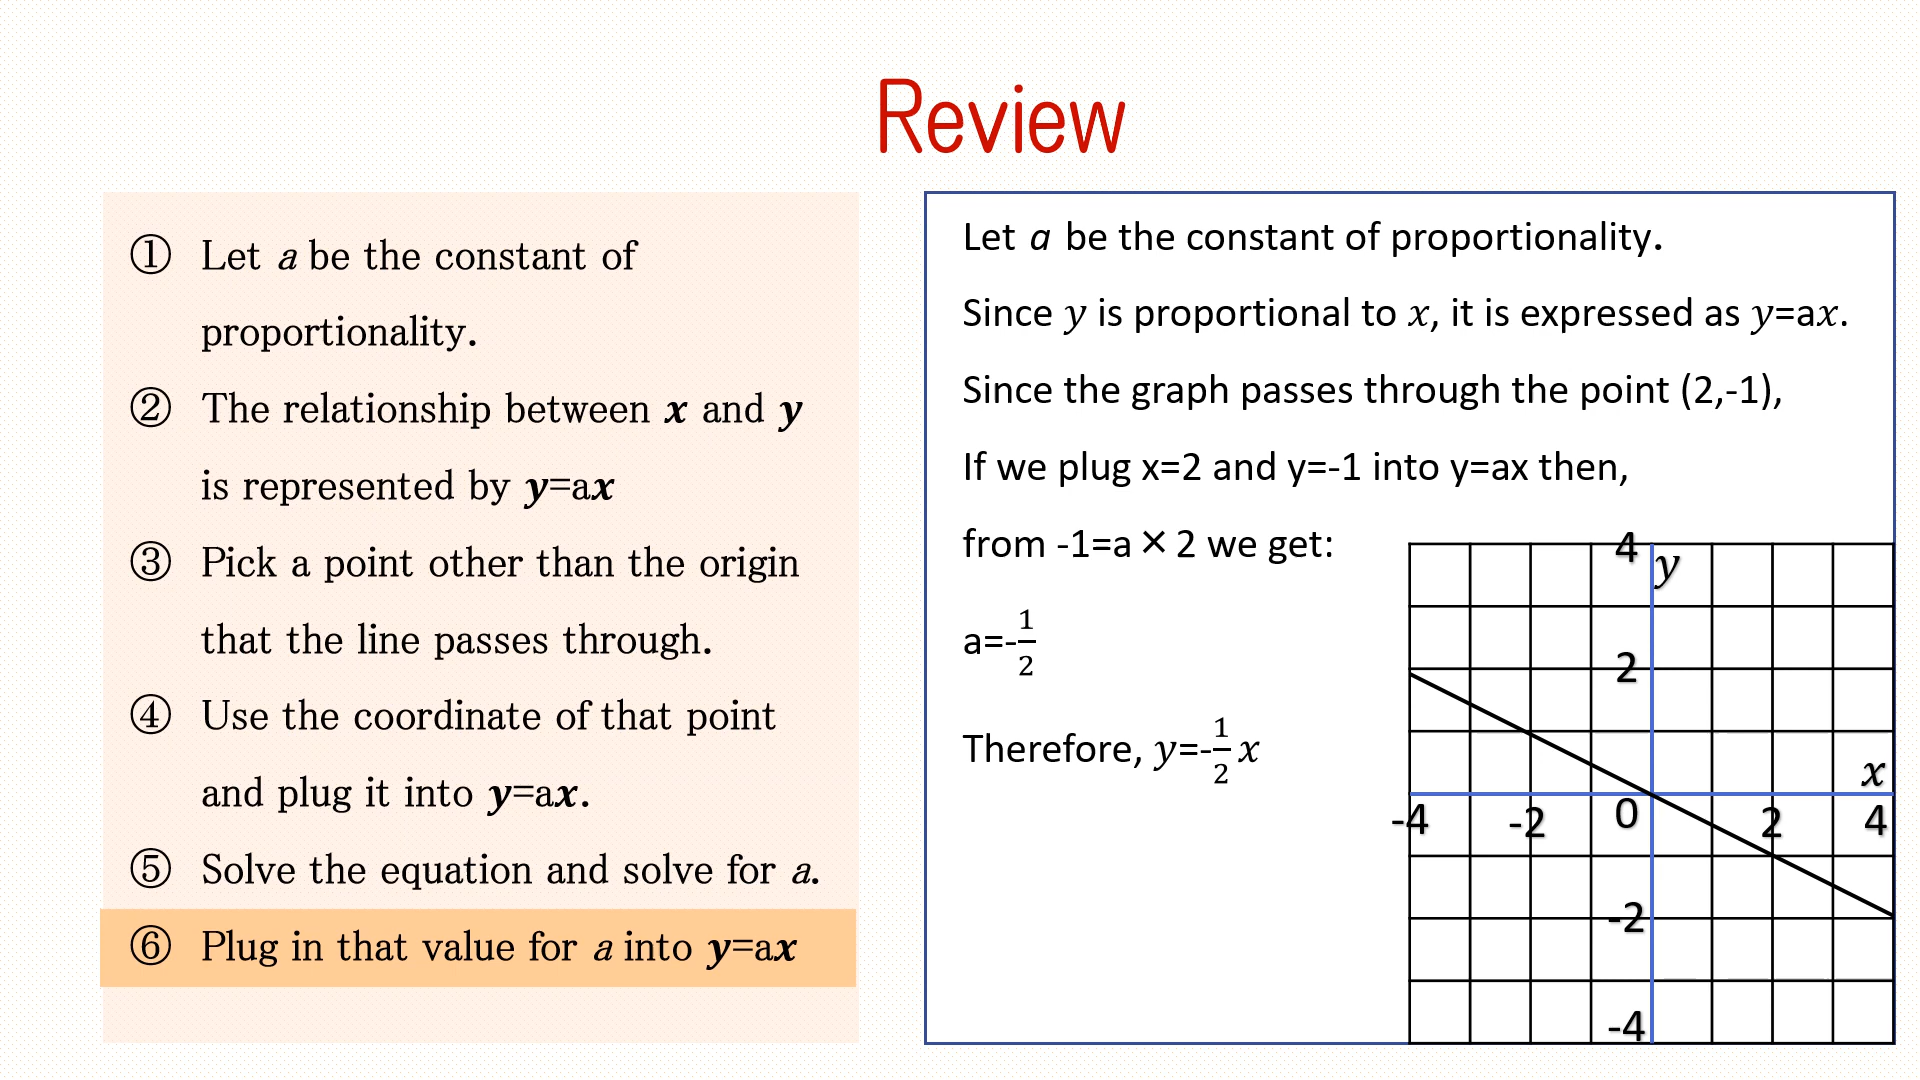 Review
① Let a be the constant of
proportionality.
② The relationship between x and y
is represented by y=ax
③ Pick a point other than the origin
that the line passes through.
④ Use the coordinate of that point
and plug it into y=ax.
⑤ Solve the equation and solve for a.
⑥ Plug in that value for a into y=ax
Let a be the constant of proportionality.
Since y is proportional to x, it is expressed as y=ax.
Since the graph passes through the point (2,-1),
If we plug x=2 and y=-1 into y=ax then,
from -1=a×2 we get:
a=-1/2
Therefore, y=-1/2 x
4 y
2
x
-4 -2 0 2 4
-2
-4